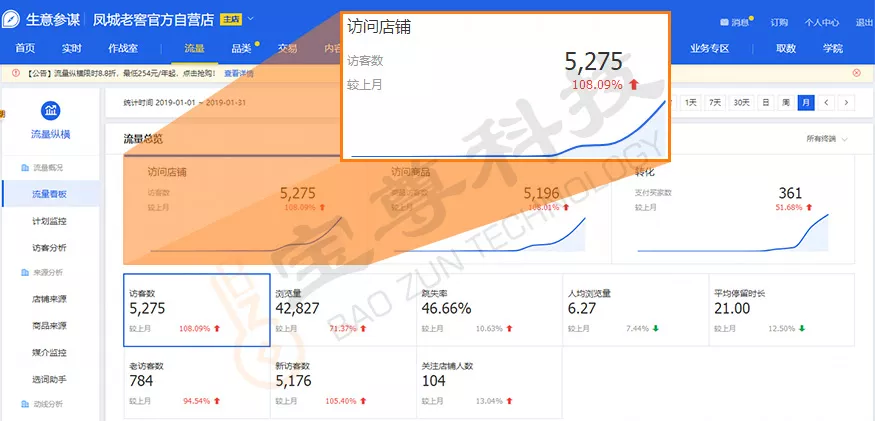 生意参谋 凤城老客官方自营店 主店
消息 订购 个人中心 退出
首页 实时 作战室 流量 品类 交易 内容 业务专区 取数 学院
【公告】流量纵横限时8.8折，最低254元/年起，点击抢购！ 查看详情
统计时间 2019-01-01 ~ 2019-01-31
1天 7天 30天 日 周 月
流量纵横
流量概况
流量看板
计划监控
访客分析
来源分析
店铺来源
商品来源
媒介监控
选词助手
动线分析
访问店铺
访客数 5,275
较上月 108.09%
流量总览 所有终端
访问店铺
访客数 5,275
较上月 108.09%
访问商品
商品访客数 5,196
较上月 108.01%
转化
支付买家数 361
较上月 51.68%
访客数
5,275
较上月 108.09%
浏览量
42,827
较上月 71.37%
跳失率
46.66%
较上月 10.63%
人均浏览量
6.27
较上月 7.44%
平均停留时长
21.00
较上月 12.50%
老访客数
784
较上月 94.54%
新访客数
5,176
较上月 105.40%
关注店铺人数
104
较上月 13.04%
宝尊科技
BAO ZUN TECHNOLOGY